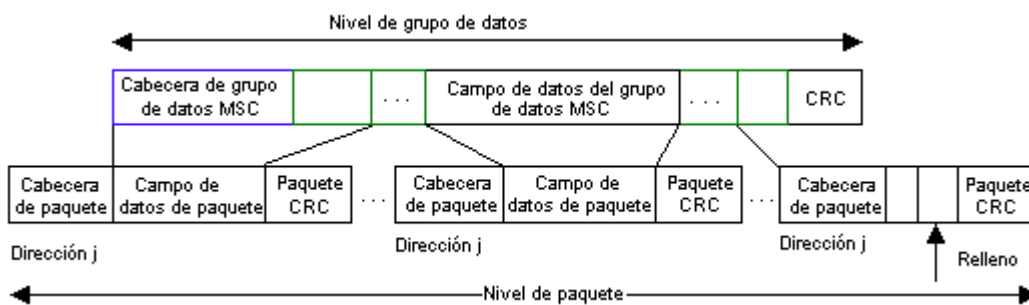 Nivel de grupo de datos
Cabecera de grupo
de datos MSC
. . .
Campo de datos del grupo
de datos MSC
. . .
CRC
Cabecera
de paquete
Campo de
datos de paquete
Paquete
CRC
. . .
Cabecera
de paquete
Campo de
datos de paquete
Paquete
CRC
. . .
Cabecera
de paquete
Paquete
CRC
Dirección j
Dirección j
Dirección j
Relleno
Nivel de paquete